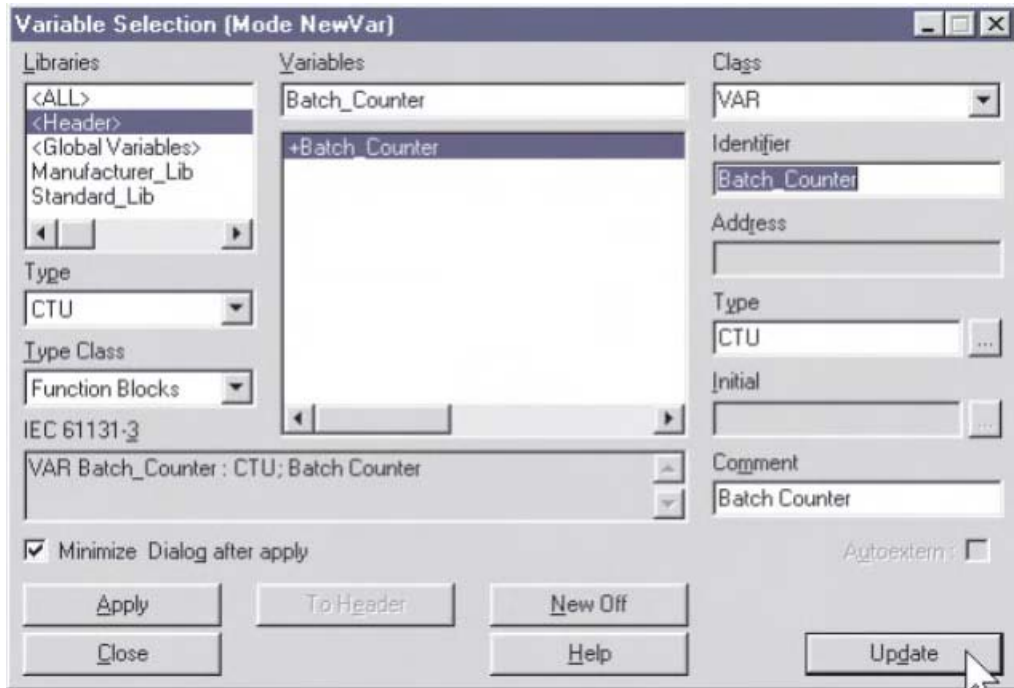 Variable Selection (Mode NewVar)
Libraries
<ALL>
<Header>
<Global Variables>
Manufacturer_Lib
Standard_Lib
Type
CTU
Type Class
Function Blocks
IEC 61131-3
VAR Batch_Counter : CTU; Batch Counter
Variables
Batch_Counter
+Batch_Counter
Class
VAR
Identifier
Batch_Counter
Address
Type
CTU
...
Initial
...
Comment
Batch Counter
Minimize Dialog after apply
Autoextern :
Apply
To Header
New Off
Close
Help
Update